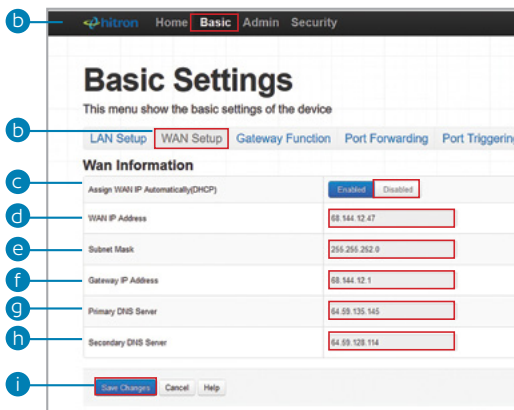 b hitron Home Basic Admin Security
Basic Settings
This menu show the basic settings of the device
b LAN Setup WAN Setup Gateway Function Port Forwarding Port Triggering
Wan Information
c Assign WAN IP Automatically(DHCP) Enabled Disabled
d WAN IP Address 68.144.12.47
e Subnet Mask 255.255.252.0
f Gateway IP Address 68.144.12.1
g Primary DNS Server 64.59.135.145
h Secondary DNS Server 64.59.128.114
i Save Changes Cancel Help